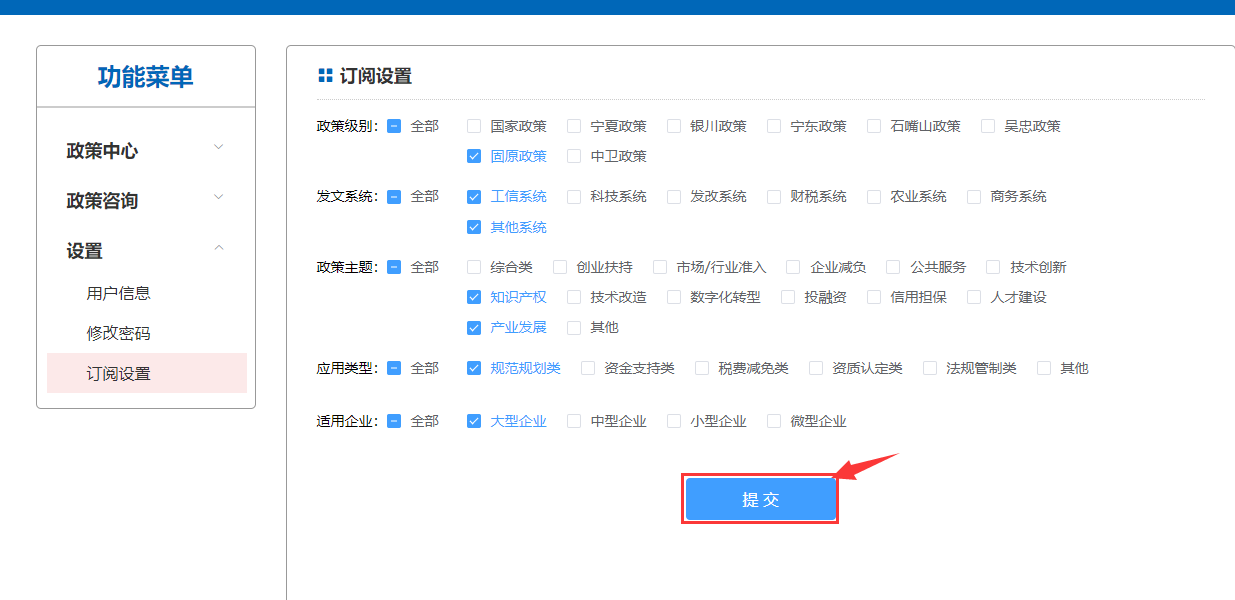 功能菜单
政策中心
政策咨询
设置
用户信息
修改密码
订阅设置
订阅设置
政策级别： 全部 国家政策 宁夏政策 银川政策 宁东政策 石嘴山政策 吴忠政策
固原政策 中卫政策
发文系统： 全部 工信系统 科技系统 发改系统 财税系统 农业系统 商务系统
其他系统
政策主题： 全部 综合类 创业扶持 市场/行业准入 企业减负 公共服务 技术创新
知识产权 技术改造 数字化转型 投融资 信用担保 人才建设
产业发展 其他
应用类型： 全部 规范规划类 资金支持类 税费减免类 资质认定类 法规管制类 其他
适用企业： 全部 大型企业 中型企业 小型企业 微型企业
提 交